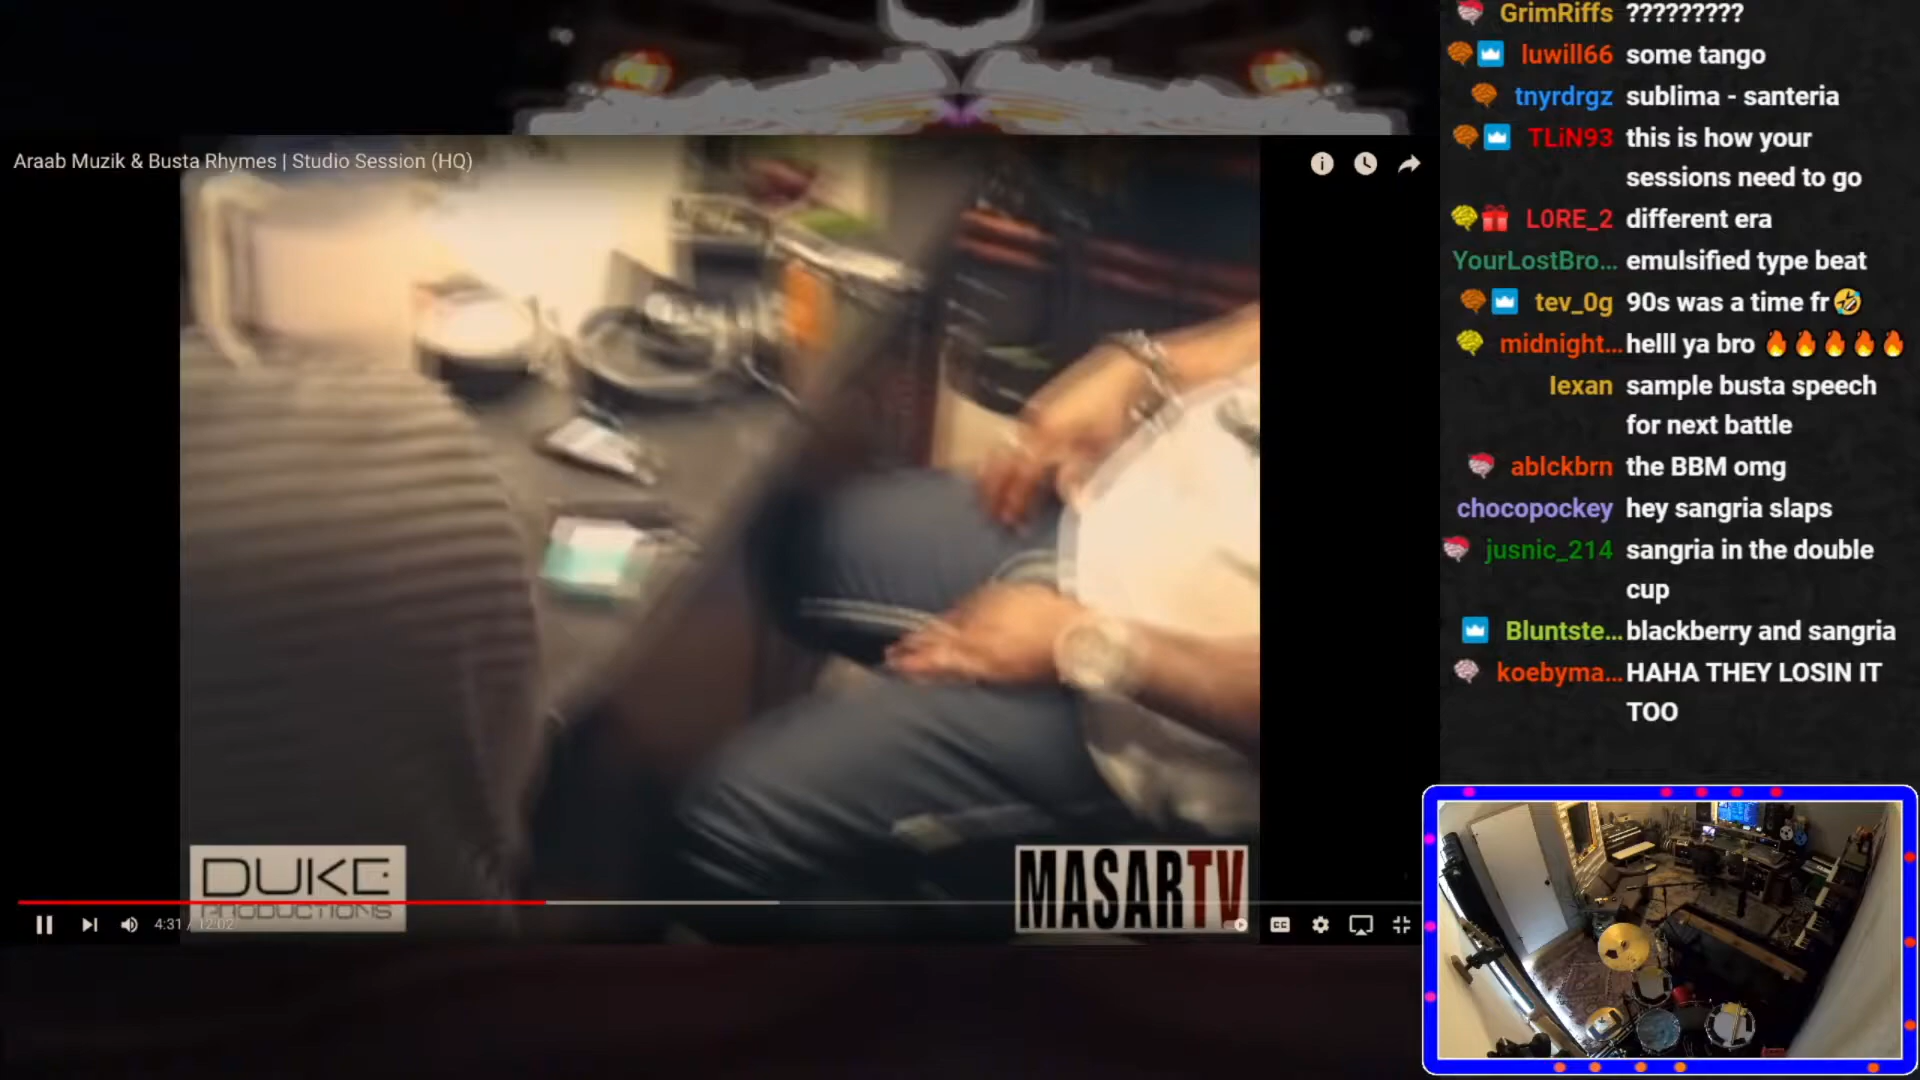 Araab Muzik & Busta Rhymes | Studio Session (HQ)
DUKE
PRODUCTIONS
MASARTV
4:31 / 12:02
CC
GrimRiffs ?????????
luwill66 some tango
tnyrdrgz sublima - santeria
TLiN93 this is how your
sessions need to go
L0RE_2 different era
YourLostBro... emulsified type beat
tev_0g 90s was a time fr🤣
midnight... helll ya bro 🔥🔥🔥🔥🔥
lexan sample busta speech
for next battle
ablckbrn the BBM omg
chocopockey hey sangria slaps
jusnic_214 sangria in the double
cup
Bluntste... blackberry and sangria
koebyma... HAHA THEY LOSIN IT
TOO